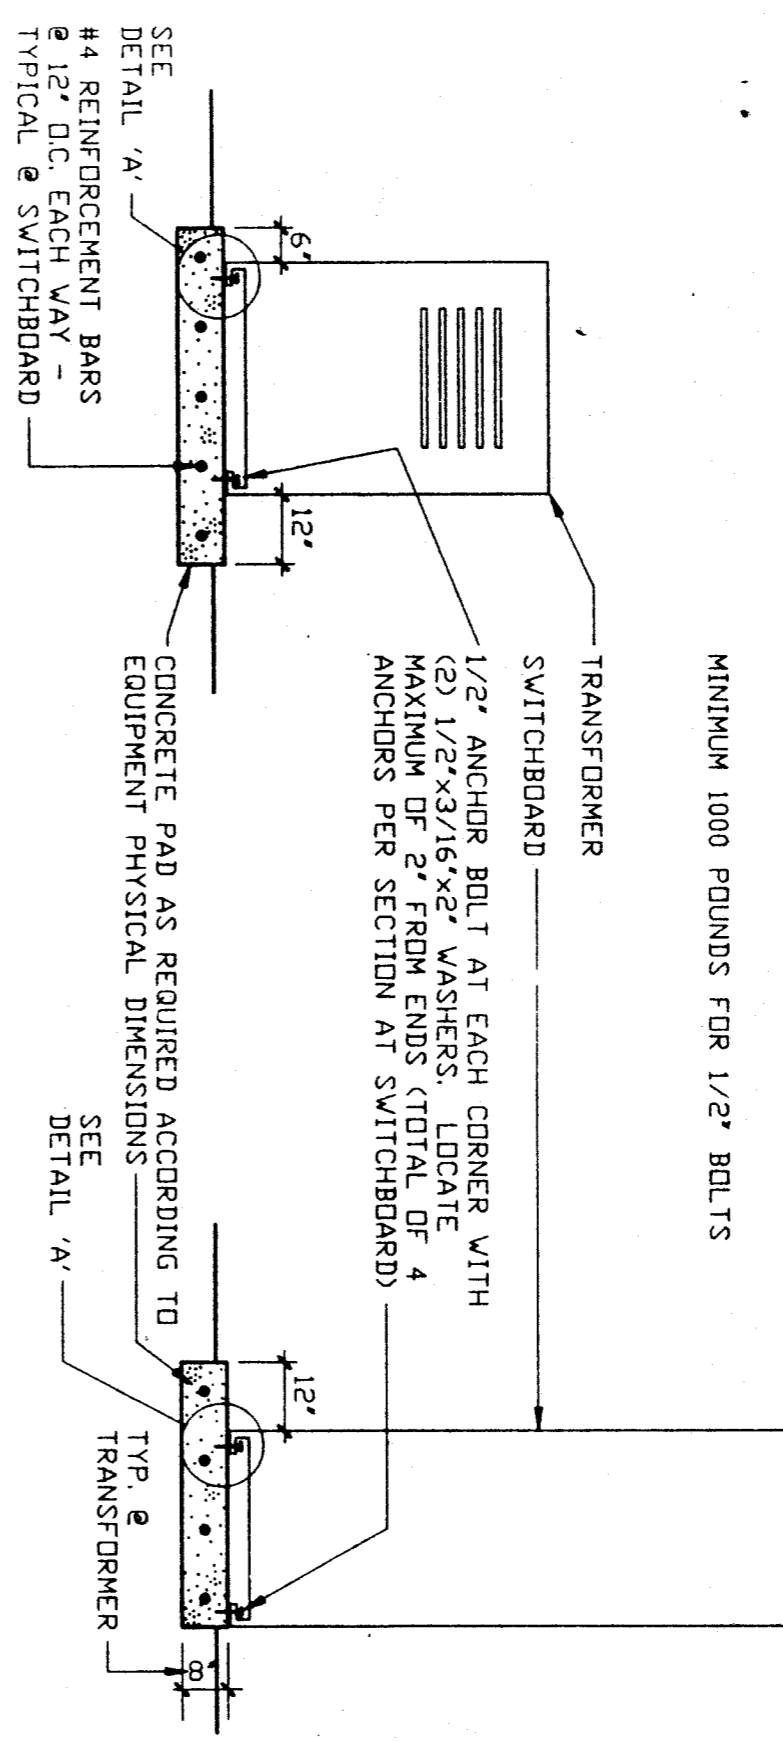 MINIMUM 1000 POUNDS FOR 1/2" BOLTS
TRANSFORMER
SWITCHBOARD
1/2" ANCHOR BOLT AT EACH CORNER WITH
(2) 1/2"x3/16"x2" WASHERS. LOCATE
MAXIMUM OF 2" FROM ENDS (TOTAL OF 4
ANCHORS PER SECTION AT SWITCHBOARD)
6"
12"
12"
SEE
DETAIL 'A'
#4 REINFORCEMENT BARS
@ 12" O.C. EACH WAY -
TYPICAL @ SWITCHBOARD
CONCRETE PAD AS REQUIRED ACCORDING TO
EQUIPMENT PHYSICAL DIMENSIONS
SEE
DETAIL 'A'
TYP. @
TRANSFORMER
8"